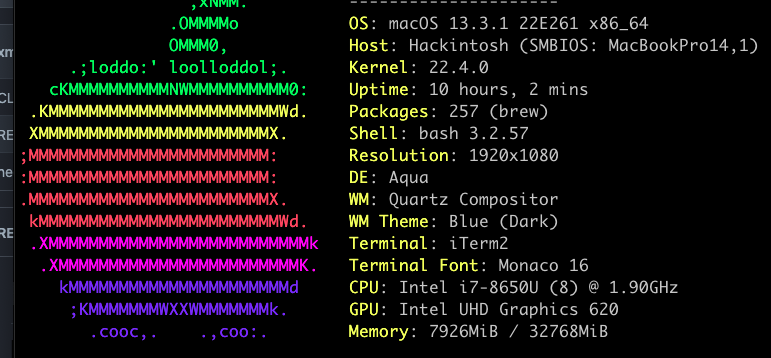 ,xNMM.
.OMMMMo
OMMM0,
.;loddo:' loolloddol;.
cKMMMMMMMMMMNWMMMMMMMMMM0:
.KMMMMMMMMMMMMMMMMMMMMMMMWd.
XMMMMMMMMMMMMMMMMMMMMMMMX.
;MMMMMMMMMMMMMMMMMMMMMMMM:
:MMMMMMMMMMMMMMMMMMMMMMMM:
.MMMMMMMMMMMMMMMMMMMMMMMMX.
kMMMMMMMMMMMMMMMMMMMMMMMMWd.
.XMMMMMMMMMMMMMMMMMMMMMMMMMMk
.XMMMMMMMMMMMMMMMMMMMMMMMMK.
kMMMMMMMMMMMMMMMMMMMMMMd
;KMMMMMMMWXXWMMMMMMMk.
.cooc,.    .,coo:.
---------------------
OS: macOS 13.3.1 22E261 x86_64
Host: Hackintosh (SMBIOS: MacBookPro14,1)
Kernel: 22.4.0
Uptime: 10 hours, 2 mins
Packages: 257 (brew)
Shell: bash 3.2.57
Resolution: 1920x1080
DE: Aqua
WM: Quartz Compositor
WM Theme: Blue (Dark)
Terminal: iTerm2
Terminal Font: Monaco 16
CPU: Intel i7-8650U (8) @ 1.90GHz
GPU: Intel UHD Graphics 620
Memory: 7926MiB / 32768MiB